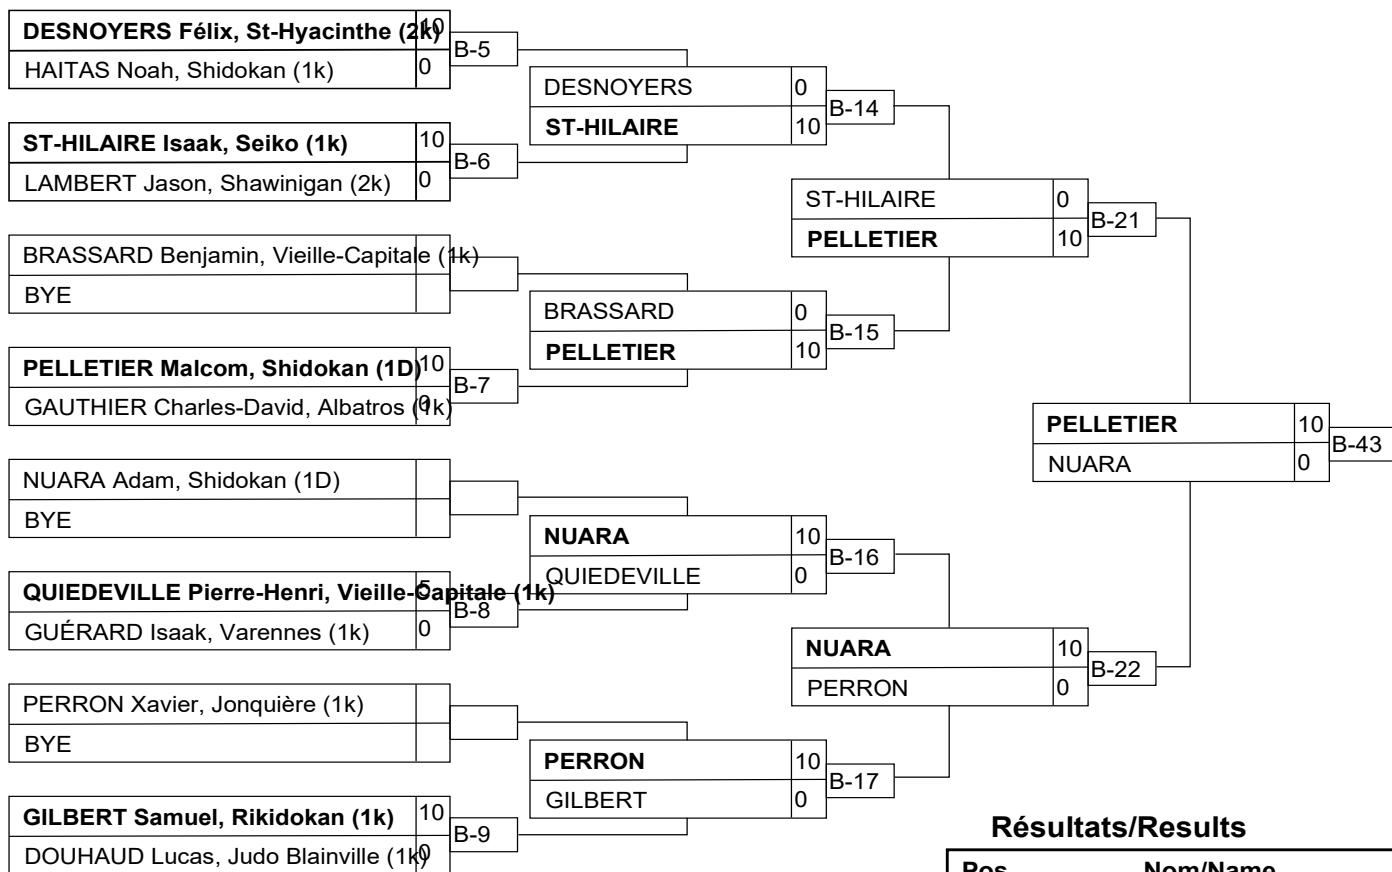 DESNOYERS Félix, St-Hyacinthe (2k) 10
HAITAS Noah, Shidokan (1k) 0
B-5
ST-HILAIRE Isaak, Seiko (1k) 10
LAMBERT Jason, Shawinigan (2k) 0
B-6
BRASSARD Benjamin, Vieille-Capitale (1k)
BYE
PELLETIER Malcom, Shidokan (1D) 10
GAUTHIER Charles-David, Albatros (1k) 0
B-7
NUARA Adam, Shidokan (1D)
BYE
QUIEDEVILLE Pierre-Henri, Vieille-Capitale (1k) 5
GUÉRARD Isaak, Varennes (1k) 0
B-8
PERRON Xavier, Jonquière (1k)
BYE
GILBERT Samuel, Rikidokan (1k) 10
DOUHAUD Lucas, Judo Blainville (1k) 0
B-9
DESNOYERS 0
ST-HILAIRE 10
B-14
BRASSARD 0
PELLETIER 10
B-15
NUARA 10
QUIEDEVILLE 0
B-16
PERRON 10
GILBERT 0
B-17
ST-HILAIRE 0
PELLETIER 10
B-21
NUARA 10
PERRON 0
B-22
PELLETIER 10
NUARA 0
B-43
Résultats/Results
Pos Nom/Name